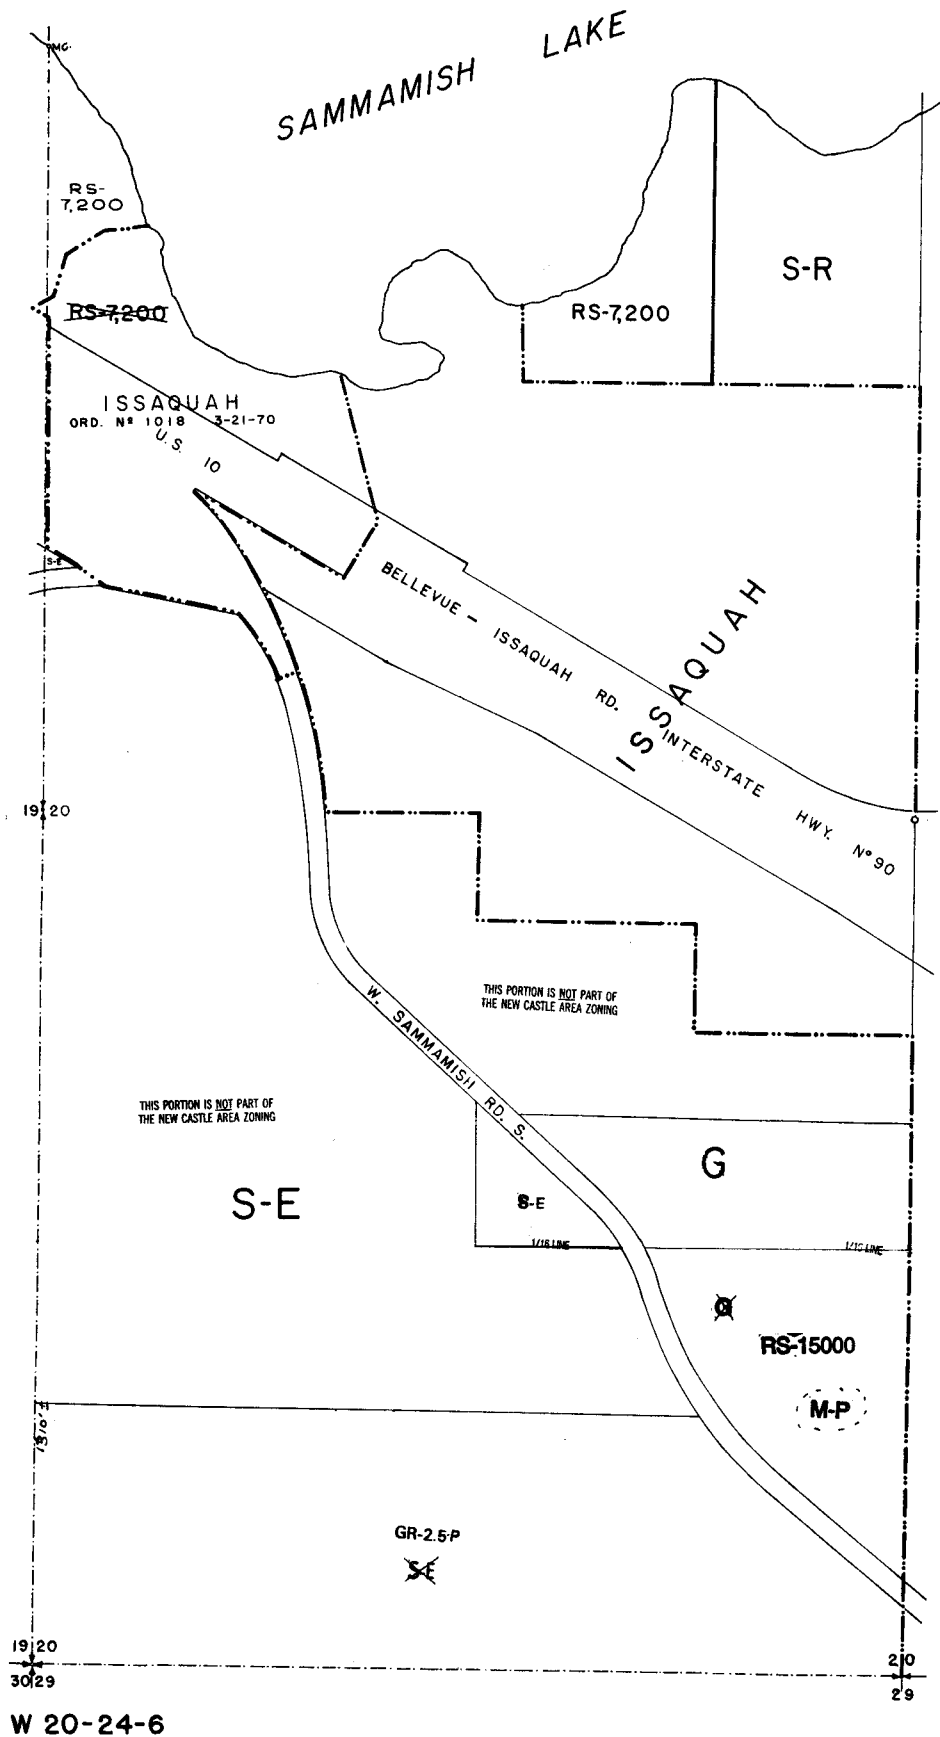 SAMMAMISH LAKE
MC.
RS-
7,200
S-R
RS-7,200
RS-7,200
ISSAQUAH
ORD. Nº 1018 3-21-70
U.S. 10
S-E
BELLEVUE - ISSAQUAH RD. INTERSTATE HWY. Nº 90
ISSAQUAH
19 20
THIS PORTION IS NOT PART OF
THE NEW CASTLE AREA ZONING
W. SAMMAMISH RD. S.
THIS PORTION IS NOT PART OF
THE NEW CASTLE AREA ZONING
G
S-E
S-E
1/16 LINE
1/16 LINE
G
RS-15000
M-P
1310'±
GR-2.5-P
S-E
19 20
30 29
20
29
W 20-24-6